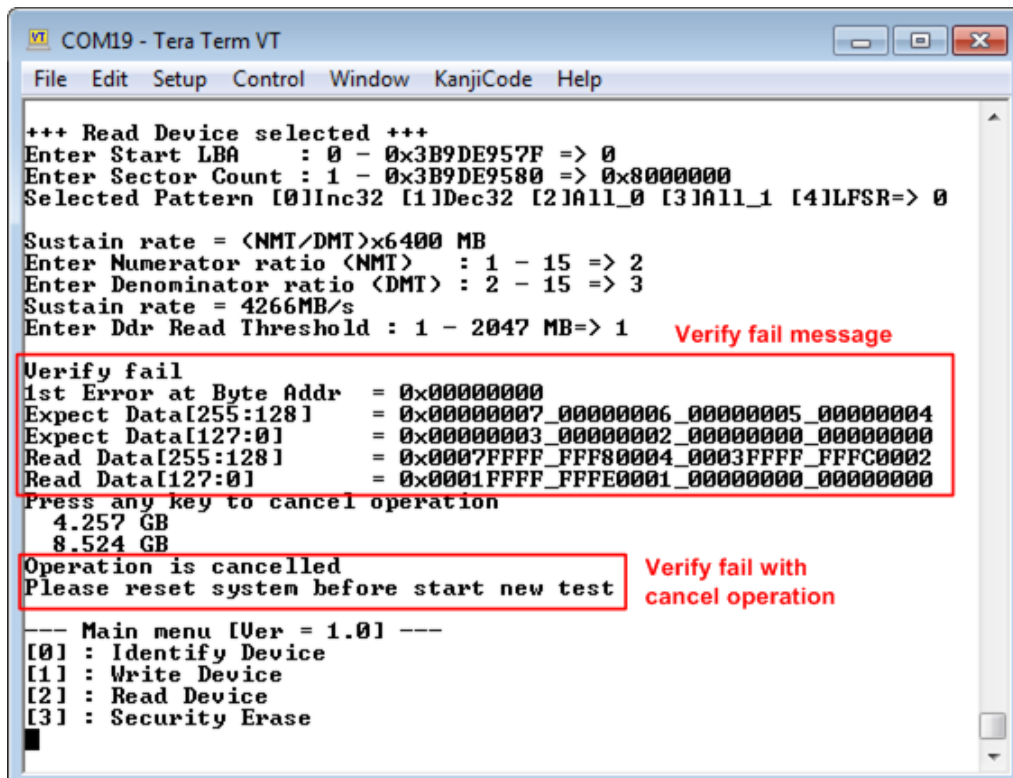 COM19 - Tera Term VT
File Edit Setup Control Window KanjiCode Help
+++ Read Device selected +++
Enter Start LBA : 0 - 0x3B9DE957F => 0
Enter Sector Count : 1 - 0x3B9DE9580 => 0x8000000
Selected Pattern [0]Inc32 [1]Dec32 [2]All_0 [3]All_1 [4]LFSR=> 0
Sustain rate = (NMT/DMT)x6400 MB
Enter Numerator ratio (NMT) : 1 - 15 => 2
Enter Denominator ratio (DMT) : 2 - 15 => 3
Sustain rate = 4266MB/s
Enter Ddr Read Threshold : 1 - 2047 MB=> 1
Verify fail message
Verify fail
1st Error at Byte Addr = 0x00000000
Expect Data[255:128] = 0x00000007_00000006_00000005_00000004
Expect Data[127:0] = 0x00000003_00000002_00000000_00000000
Read Data[255:128] = 0x0007FFFF_FFF80004_0003FFFF_FFFC0002
Read Data[127:0] = 0x0001FFFF_FFFE0001_00000000_00000000
Press any key to cancel operation
4.257 GB
8.524 GB
Operation is cancelled
Please reset system before start new test
Verify fail with
cancel operation
--- Main menu [Ver = 1.0] ---
[0] : Identify Device
[1] : Write Device
[2] : Read Device
[3] : Security Erase